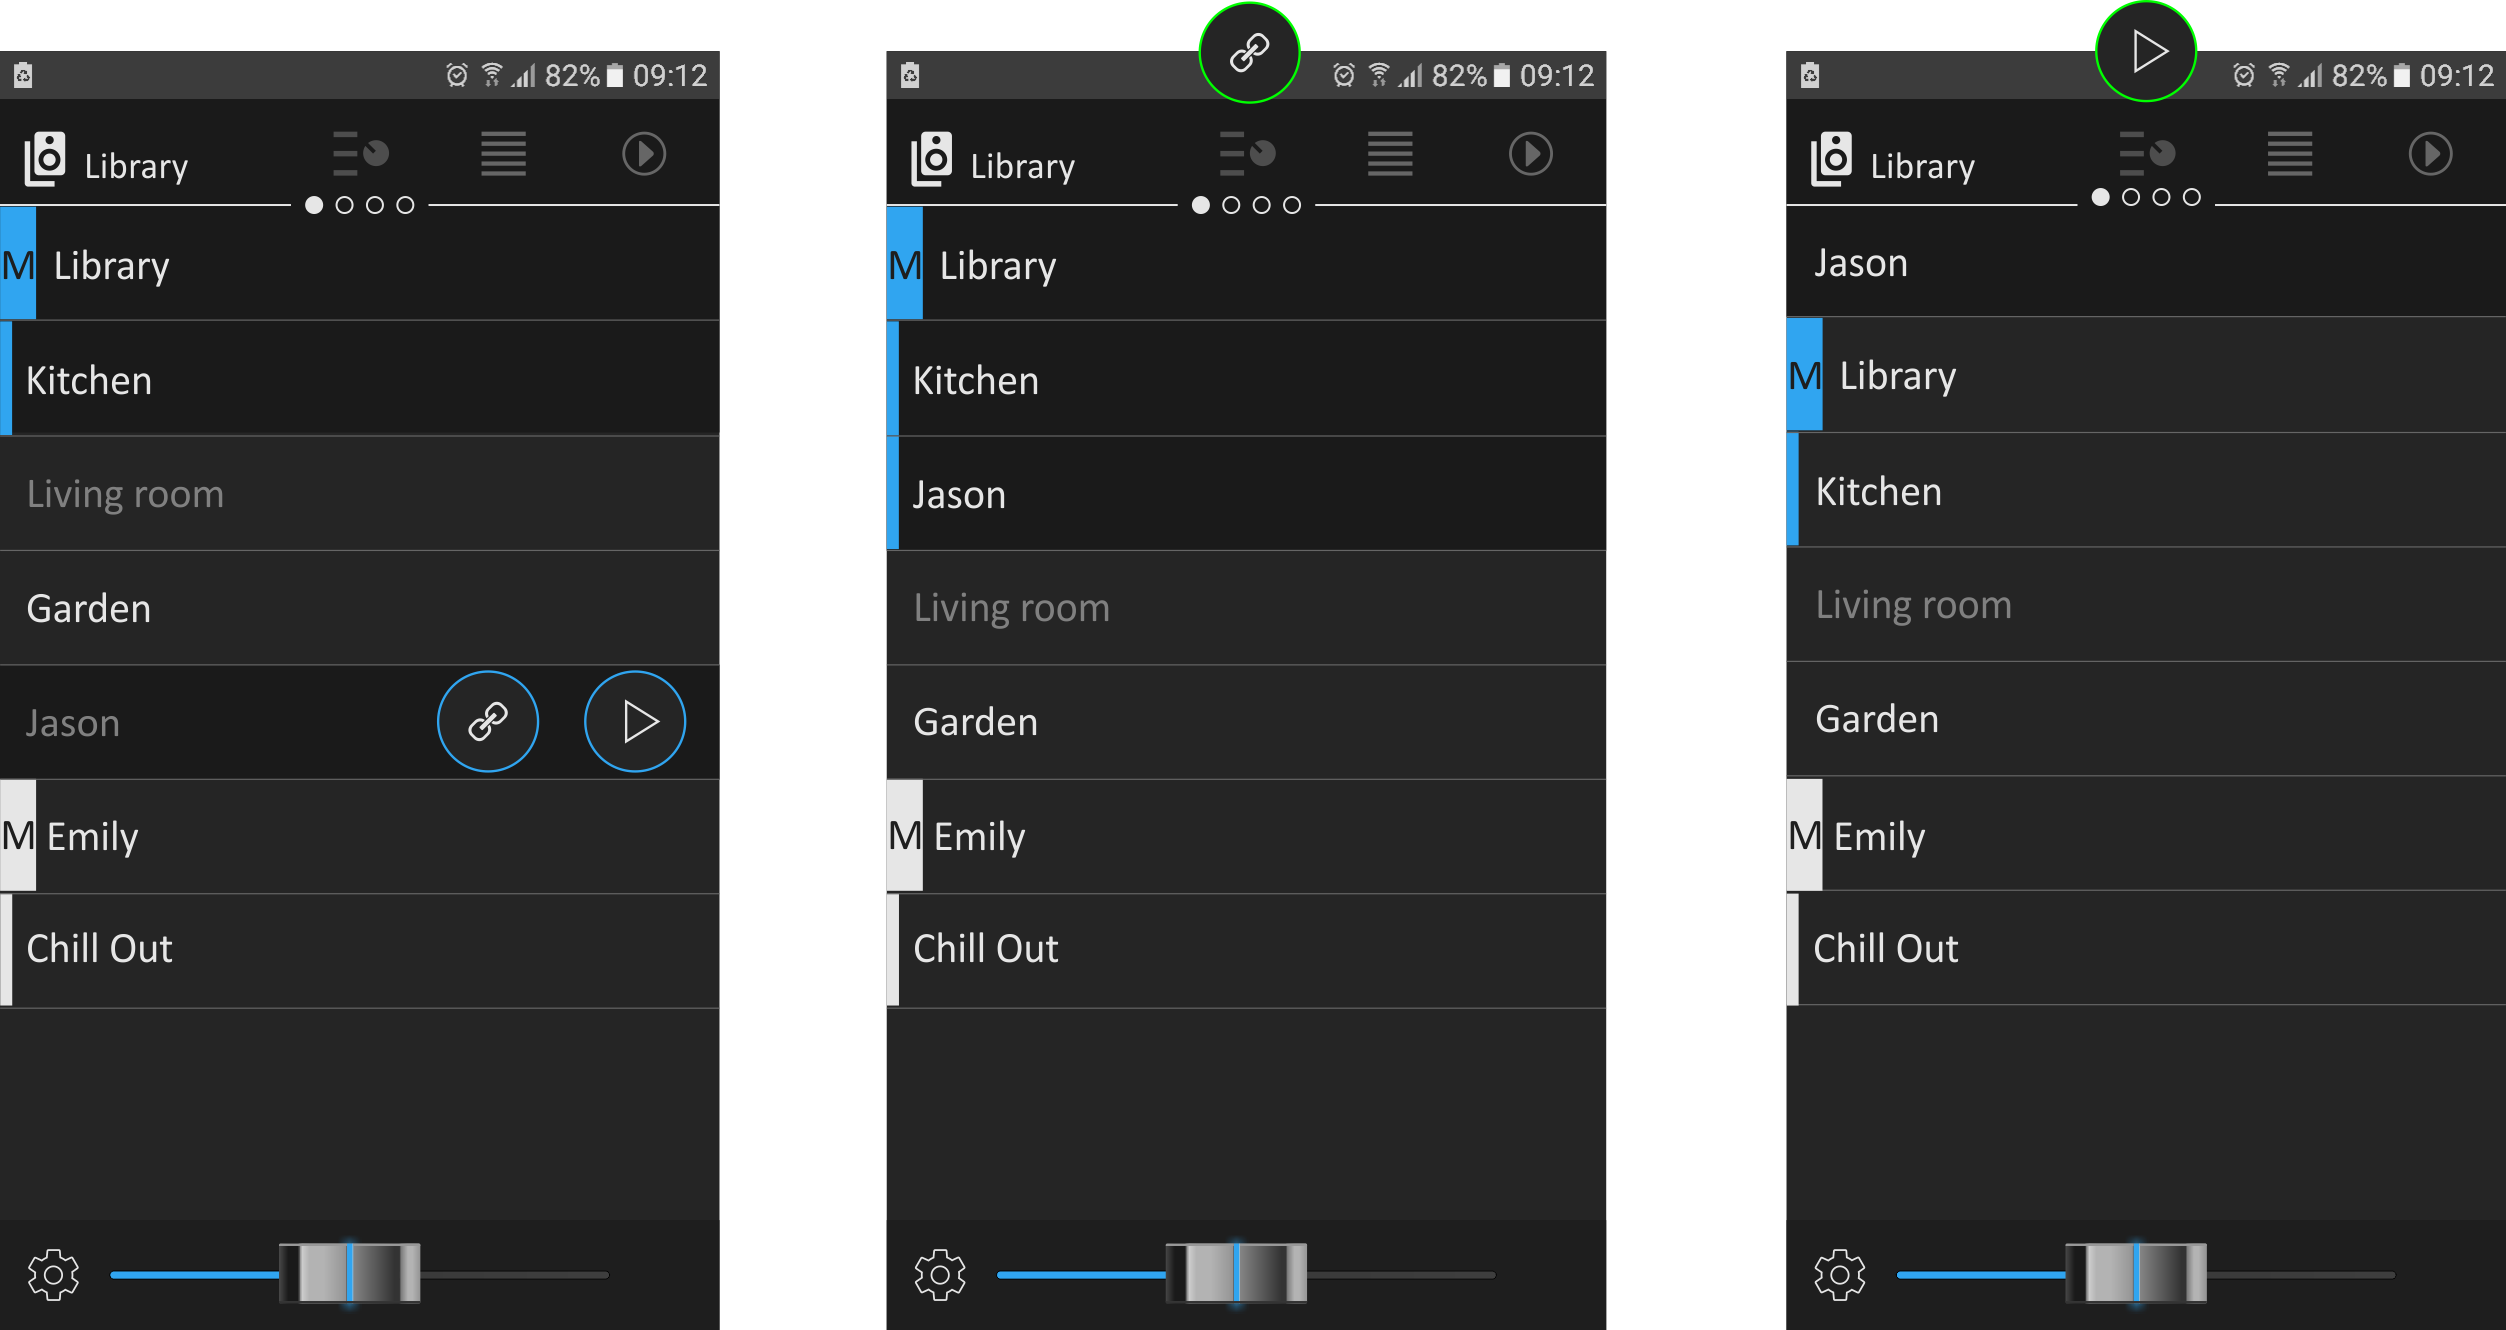 82% 09:12
Library
M Library
Kitchen
Living room
Garden
Jason
M Emily
Chill Out
82% 09:12
Library
M Library
Kitchen
Jason
Living room
Garden
M Emily
Chill Out
82% 09:12
Library
Jason
M Library
Kitchen
Living room
Garden
M Emily
Chill Out